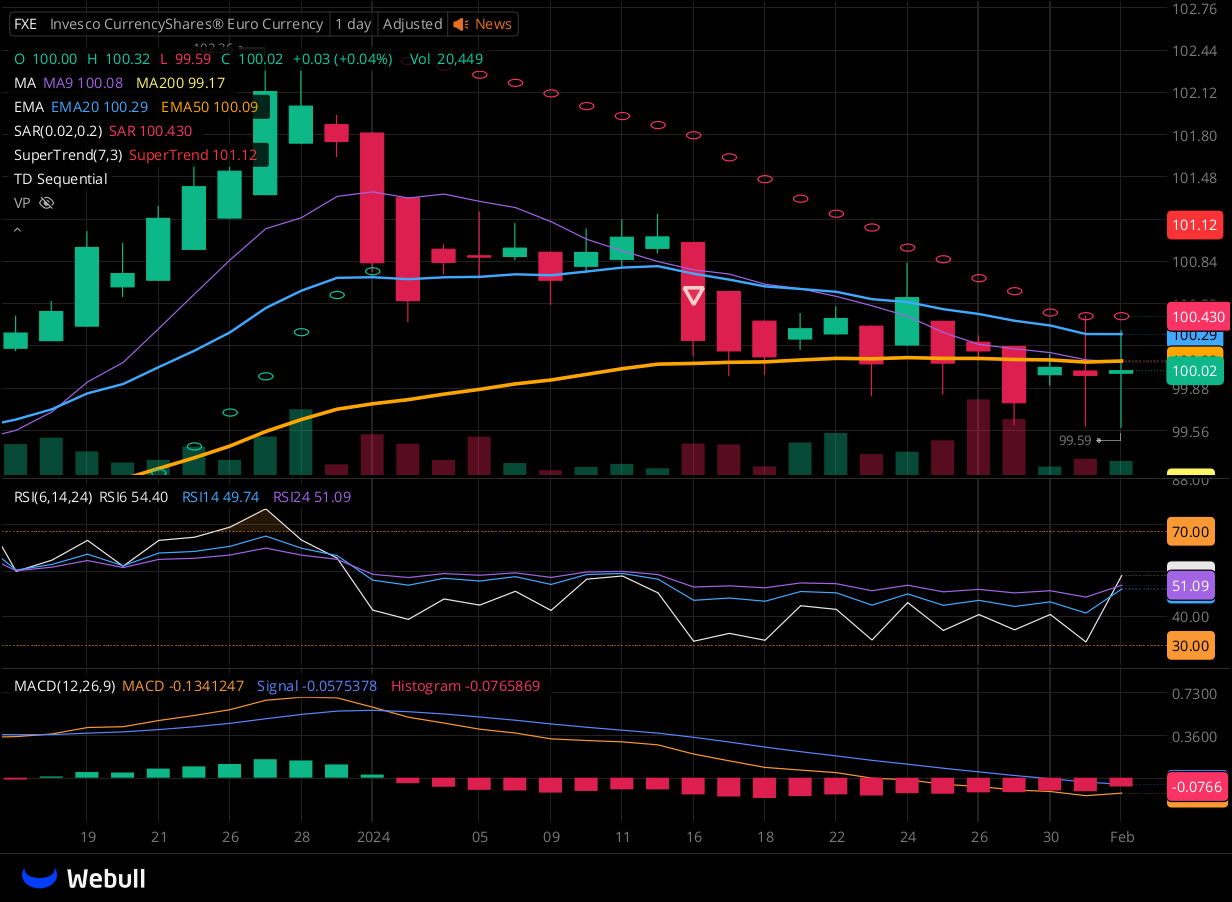 FXE Invesco CurrencyShares® Euro Currency 1 day Adjusted News
102.76
102.44
O 100.00 H 100.32 L 99.59 C 100.02 +0.03 (+0.04%) Vol 20,449
MA MA9 100.08 MA200 99.17
102.12
EMA EMA20 100.29 EMA50 100.09
SAR(0.02,0.2) SAR 100.430
101.80
SuperTrend(7,3) SuperTrend 101.12
TD Sequential
101.48
VP
101.12
100.84
100.430
100.29
100.02
99.88
99.56
99.59
88.00
RSI(6,14,24) RSI6 54.40 RSI14 49.74 RSI24 51.09
70.00
51.09
40.00
30.00
MACD(12,26,9) MACD -0.1341247 Signal -0.0575378 Histogram -0.0765869
0.7300
0.3600
-0.0766
19 21 26 28 2024 05 09 11 16 18 22 24 26 30 Feb
Webull